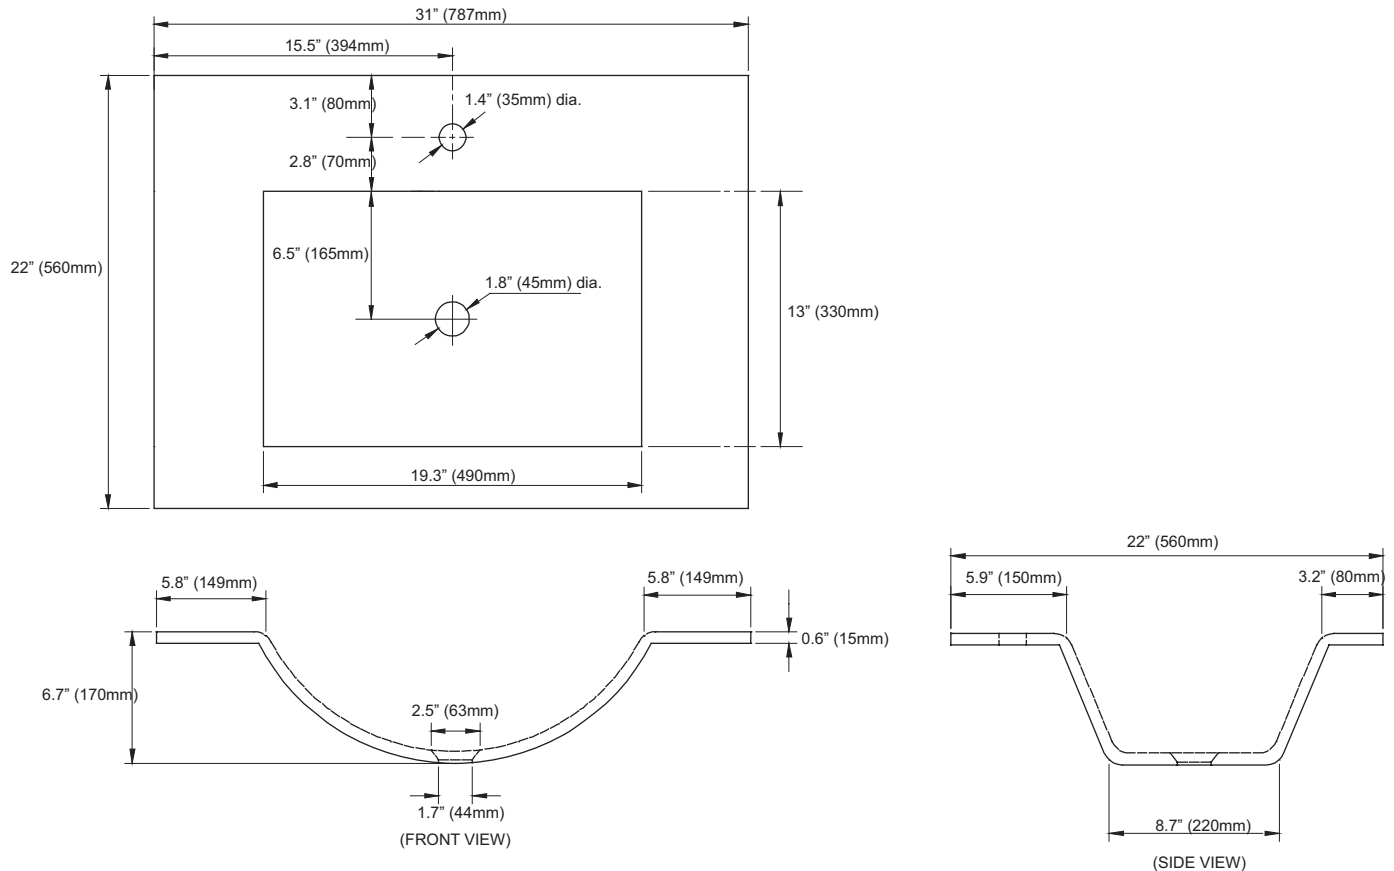 31” (787mm)
15.5” (394mm)
3.1” (80mm)
1.4” (35mm) dia.
2.8” (70mm)
6.5” (165mm)
22” (560mm)
1.8” (45mm) dia.
13” (330mm)
19.3” (490mm)
5.8” (149mm)
5.8” (149mm)
0.6” (15mm)
6.7” (170mm)
2.5” (63mm)
1.7” (44mm)
(FRONT VIEW)
22” (560mm)
5.9” (150mm)
3.2” (80mm)
8.7” (220mm)
(SIDE VIEW)